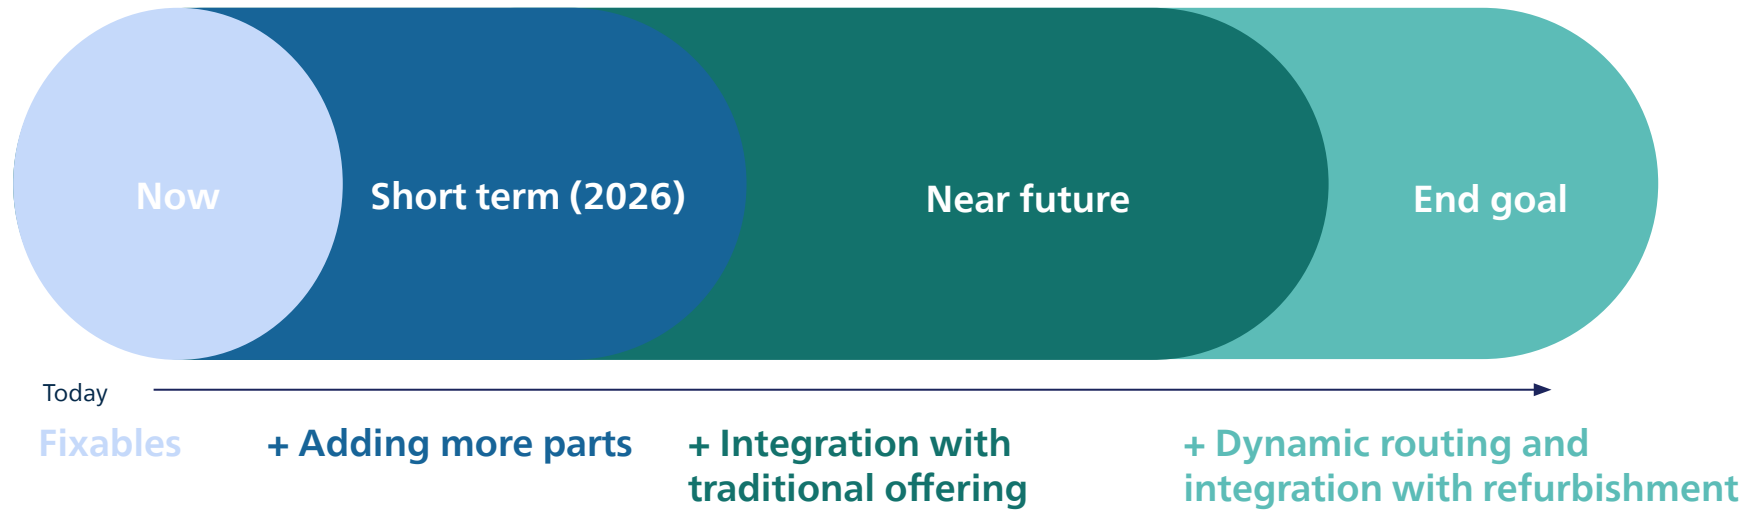 Now
Short term (2026)
Near future
End goal
Today
Fixables
+ Adding more parts
+ Integration with
traditional offering
+ Dynamic routing and
integration with refurbishment